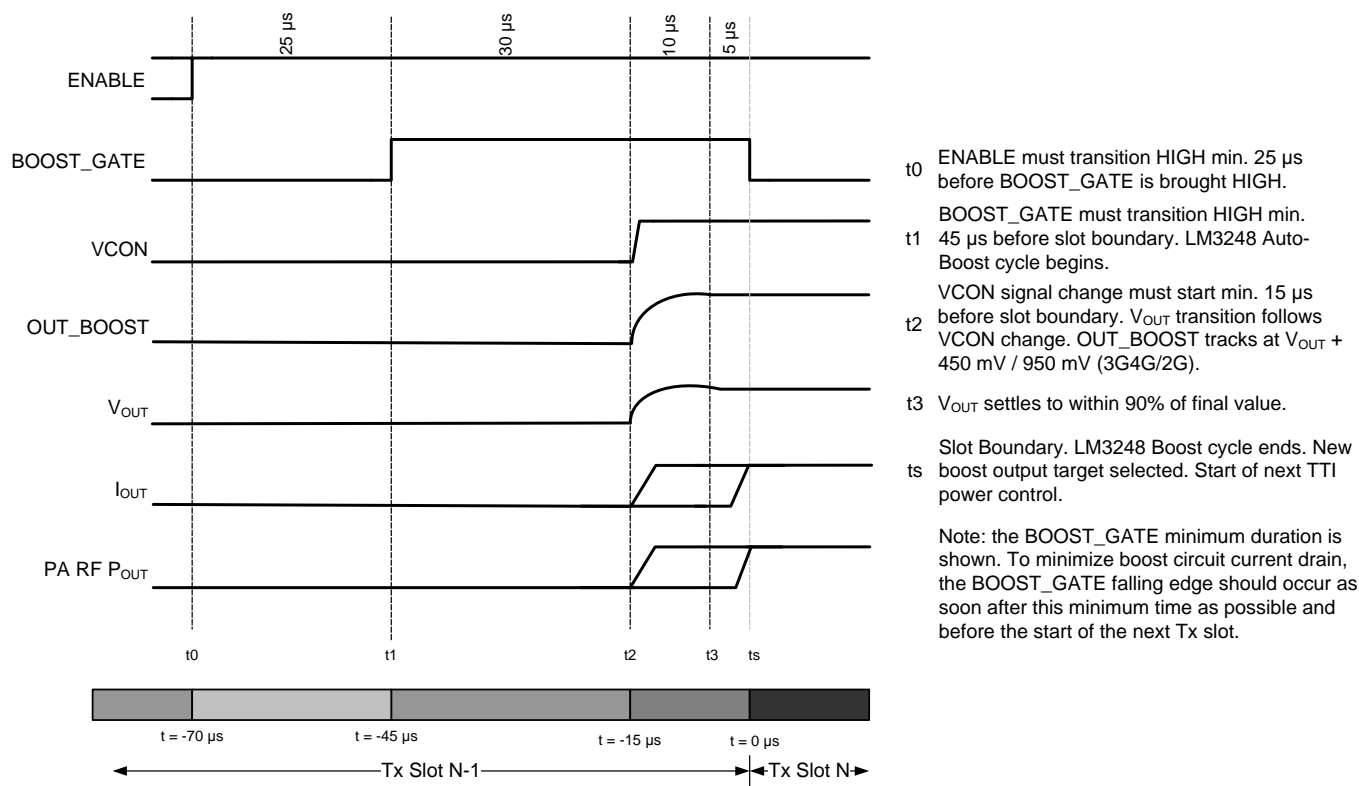 25 µs
30 µs
10 µs
5 µs
ENABLE
BOOST_GATE
VCON
OUT_BOOST
VOUT
IOUT
PA RF POUT
t0
t1
t2
t3
ts
t = -70 µs
t = -45 µs
t = -15 µs
t = 0 µs
Tx Slot N-1
Tx Slot N
t0 ENABLE must transition HIGH min. 25 µs
before BOOST_GATE is brought HIGH.
BOOST_GATE must transition HIGH min.
t1 45 µs before slot boundary. LM3248 Auto-
Boost cycle begins.
VCON signal change must start min. 15 µs
before slot boundary. VOUT transition follows
t2 VCON change. OUT_BOOST tracks at VOUT +
450 mV / 950 mV (3G4G/2G).
t3 VOUT settles to within 90% of final value.
Slot Boundary. LM3248 Boost cycle ends. New
ts boost output target selected. Start of next TTI
power control.
Note: the BOOST_GATE minimum duration is
shown. To minimize boost circuit current drain,
the BOOST_GATE falling edge should occur as
soon after this minimum time as possible and
before the start of the next Tx slot.